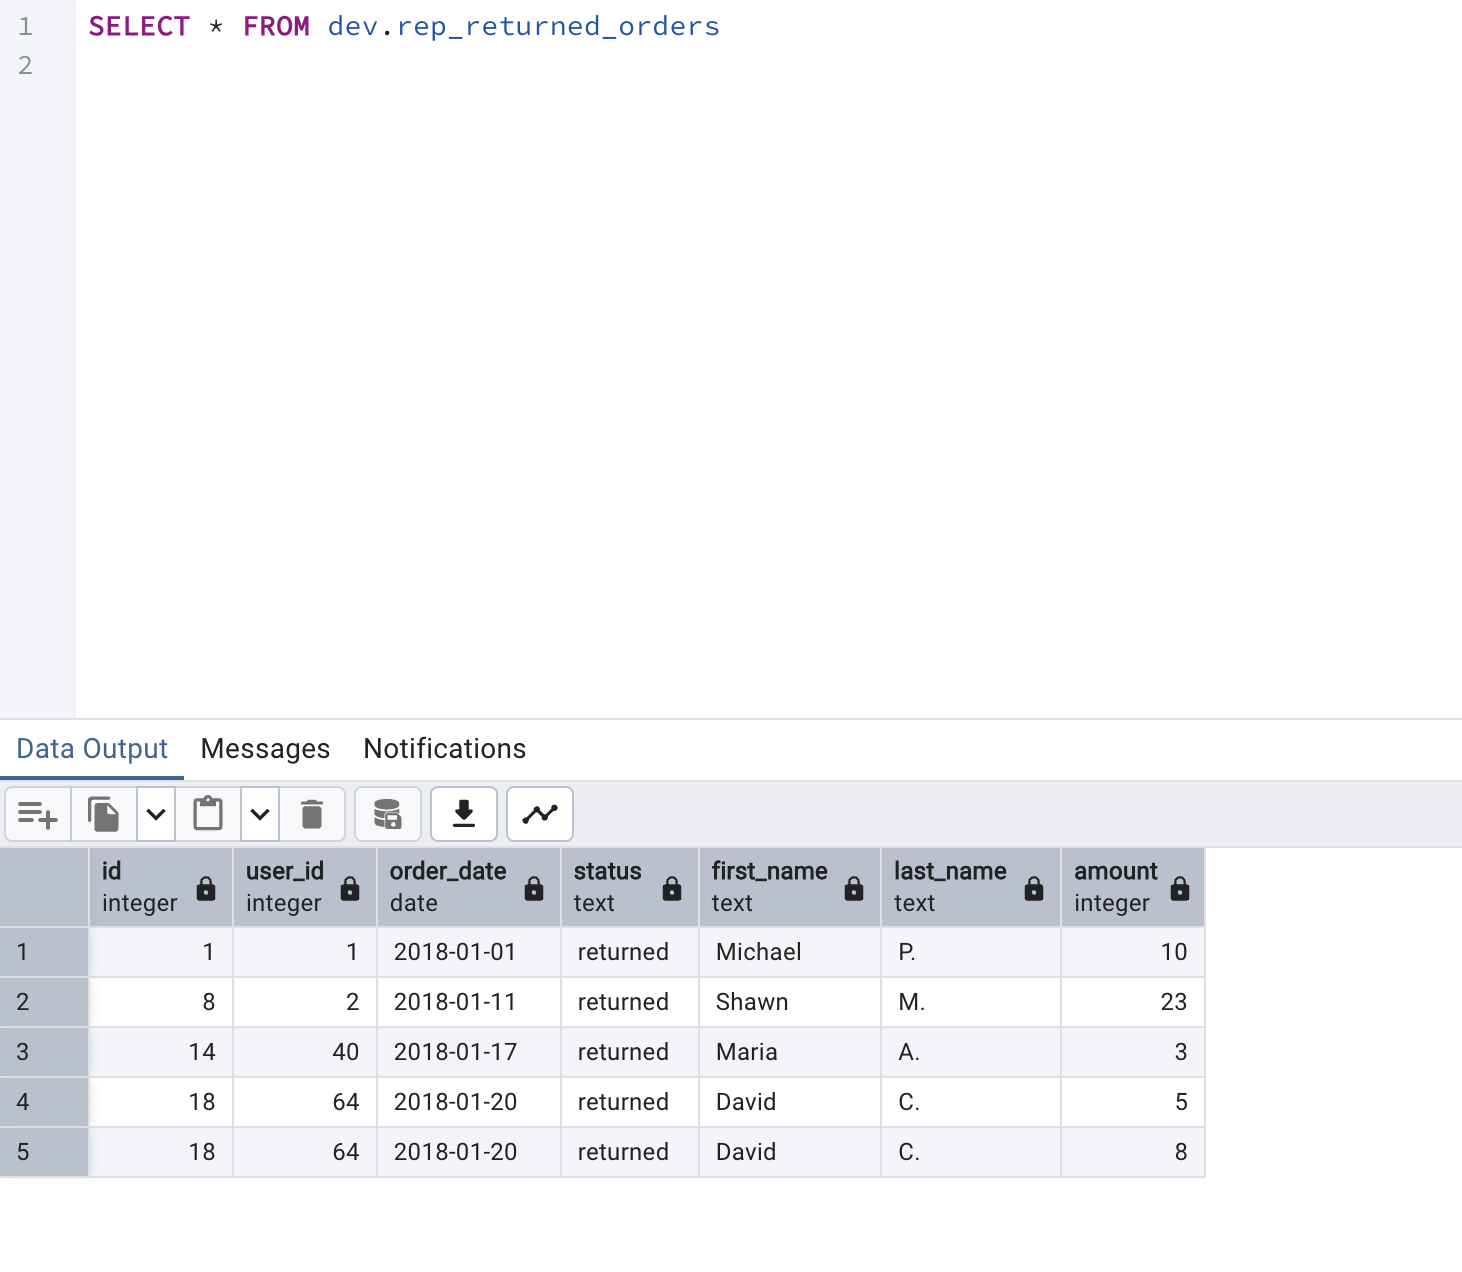 1 SELECT * FROM dev.rep_returned_orders
2
Data Output Messages Notifications
id user_id order_date status first_name last_name amount
integer integer date text text text integer
1 1 1 2018-01-01 returned Michael P. 10
2 8 2 2018-01-11 returned Shawn M. 23
3 14 40 2018-01-17 returned Maria A. 3
4 18 64 2018-01-20 returned David C. 5
5 18 64 2018-01-20 returned David C. 8